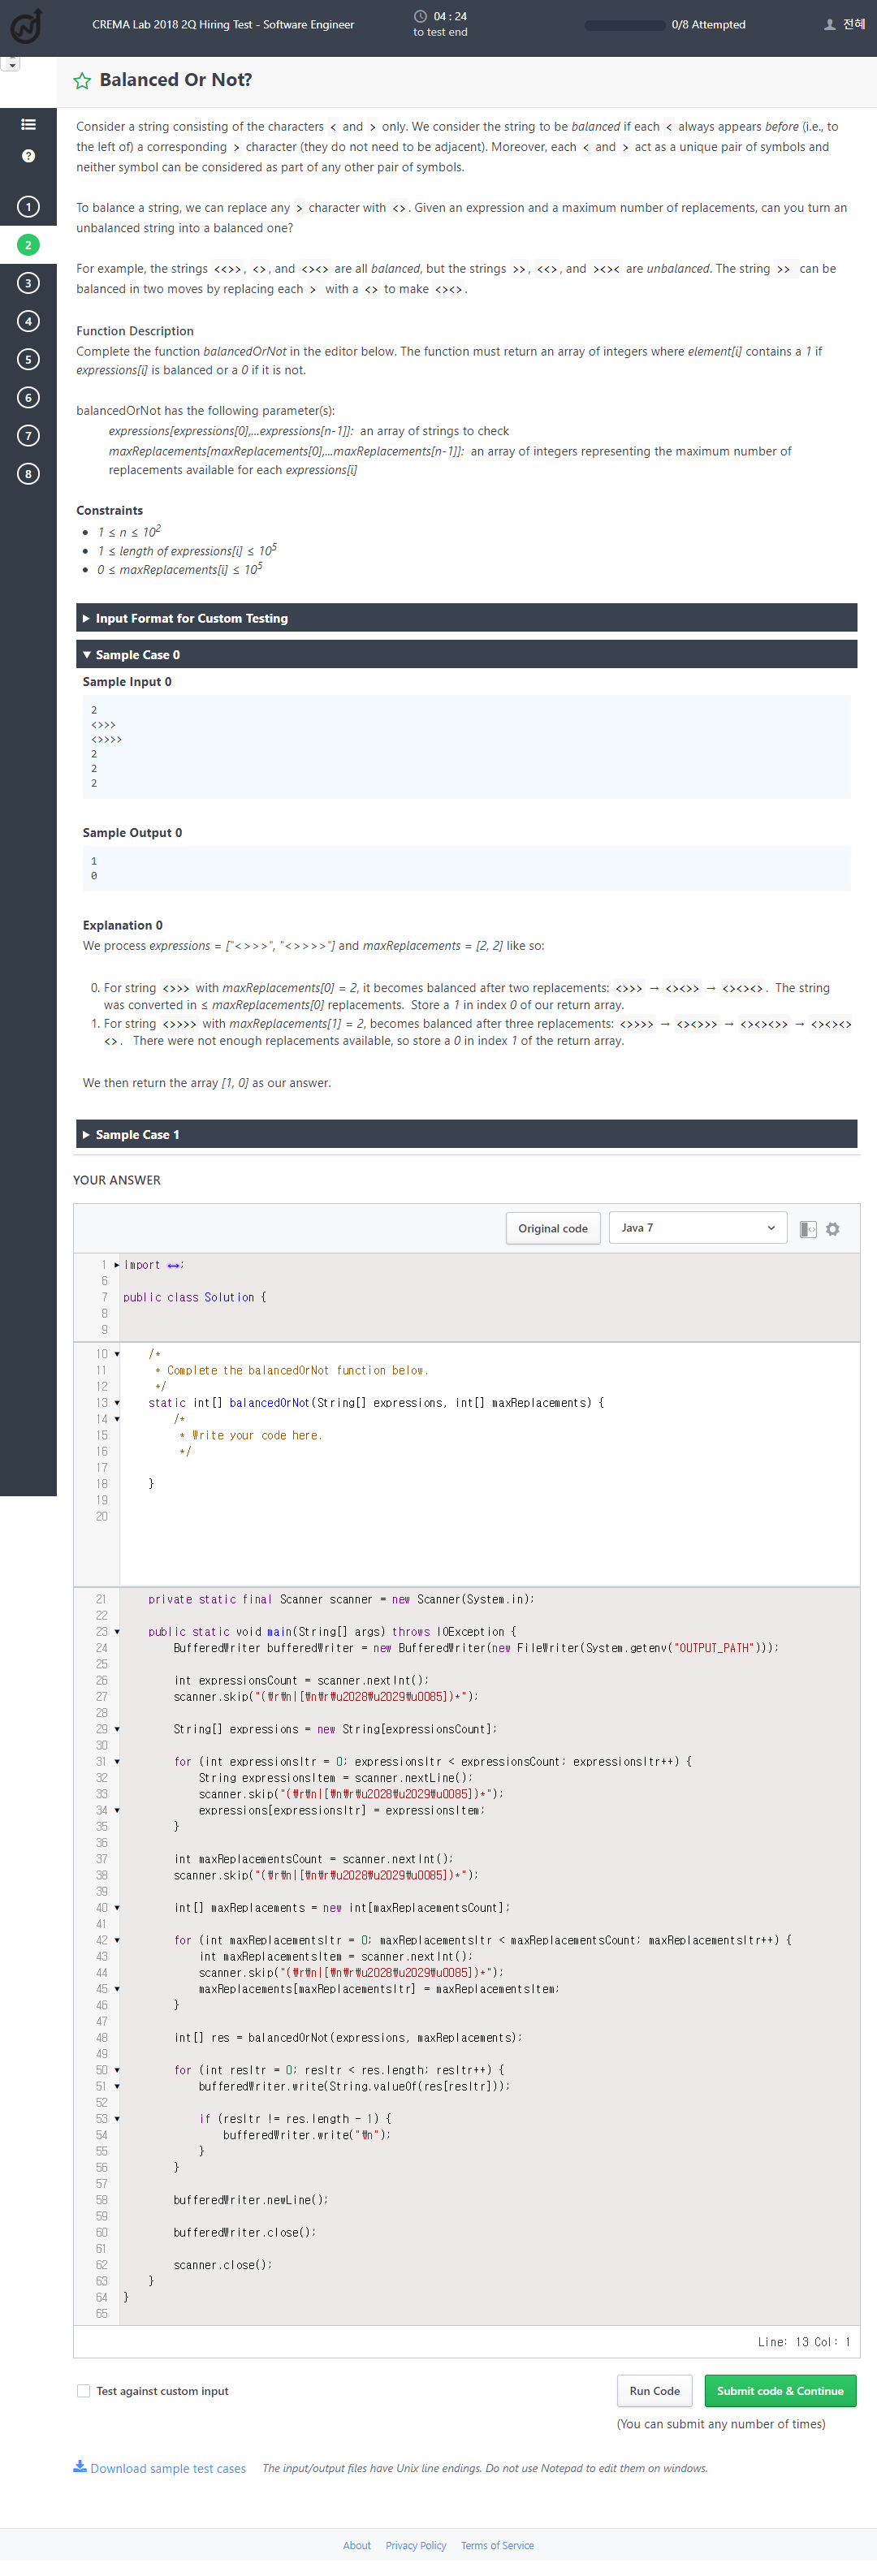 CREMA Lab 2018 2Q Hiring Test - Software Engineer
04 : 24
to test end
0/8 Attempted
전혜
Balanced Or Not?
1
2
3
4
5
6
7
8
Consider a string consisting of the characters < and > only. We consider the string to be balanced if each < always appears before (i.e., to
the left of) a corresponding > character (they do not need to be adjacent). Moreover, each < and > act as a unique pair of symbols and
neither symbol can be considered as part of any other pair of symbols.
To balance a string, we can replace any > character with <>. Given an expression and a maximum number of replacements, can you turn an
unbalanced string into a balanced one?
For example, the strings <<>>, <>, and <><> are all balanced, but the strings >>, <<>, and ><>< are unbalanced. The string >> can be
balanced in two moves by replacing each > with a <> to make <><>.
Function Description
Complete the function balancedOrNot in the editor below. The function must return an array of integers where element[i] contains a 1 if
expressions[i] is balanced or a 0 if it is not.
balancedOrNot has the following parameter(s):
expressions[expressions[0],...expressions[n-1]]: an array of strings to check
maxReplacements[maxReplacements[0],...maxReplacements[n-1]]: an array of integers representing the maximum number of
replacements available for each expressions[i]
Constraints
• 1 ≤ n ≤ 10²
• 1 ≤ length of expressions[i] ≤ 10⁵
• 0 ≤ maxReplacements[i] ≤ 10⁵
▶ Input Format for Custom Testing
▼ Sample Case 0
Sample Input 0
2
<>>>
<>>>>
2
2
2
Sample Output 0
1
0
Explanation 0
We process expressions = ["<>>>", "<>>>>"] and maxReplacements = [2, 2] like so:
0. For string <>>> with maxReplacements[0] = 2, it becomes balanced after two replacements: <>>> → <><>> → <><><>. The string
was converted in ≤ maxReplacements[0] replacements. Store a 1 in index 0 of our return array.
1. For string <>>>> with maxReplacements[1] = 2, becomes balanced after three replacements: <>>>> → <><>>> → <><><>> → <><><>
<>. There were not enough replacements available, so store a 0 in index 1 of the return array.
We then return the array [1, 0] as our answer.
▶ Sample Case 1
YOUR ANSWER
Original code
Java 7
1 import ↔;
6
7 public class Solution {
8
9
10 /*
11 * Complete the balancedOrNot function below.
12 */
13 static int[] balancedOrNot(String[] expressions, int[] maxReplacements) {
14 /*
15 * Write your code here.
16 */
17
18 }
19
20
21 private static final Scanner scanner = new Scanner(System.in);
22
23 public static void main(String[] args) throws IOException {
24 BufferedWriter bufferedWriter = new BufferedWriter(new FileWriter(System.getenv("OUTPUT_PATH")));
25
26 int expressionsCount = scanner.nextInt();
27 scanner.skip("(₩r₩n|[₩n₩r₩u2028₩u2029₩u0085])*");
28
29 String[] expressions = new String[expressionsCount];
30
31 for (int expressionsItr = 0; expressionsItr < expressionsCount; expressionsItr++) {
32 String expressionsItem = scanner.nextLine();
33 scanner.skip("(₩r₩n|[₩n₩r₩u2028₩u2029₩u0085])*");
34 expressions[expressionsItr] = expressionsItem;
35 }
36
37 int maxReplacementsCount = scanner.nextInt();
38 scanner.skip("(₩r₩n|[₩n₩r₩u2028₩u2029₩u0085])*");
39
40 int[] maxReplacements = new int[maxReplacementsCount];
41
42 for (int maxReplacementsItr = 0; maxReplacementsItr < maxReplacementsCount; maxReplacementsItr++) {
43 int maxReplacementsItem = scanner.nextInt();
44 scanner.skip("(₩r₩n|[₩n₩r₩u2028₩u2029₩u0085])*");
45 maxReplacements[maxReplacementsItr] = maxReplacementsItem;
46 }
47
48 int[] res = balancedOrNot(expressions, maxReplacements);
49
50 for (int resItr = 0; resItr < res.length; resItr++) {
51 bufferedWriter.write(String.valueOf(res[resItr]));
52
53 if (resItr != res.length - 1) {
54 bufferedWriter.write("₩n");
55 }
56 }
57
58 bufferedWriter.newLine();
59
60 bufferedWriter.close();
61
62 scanner.close();
63 }
64 }
65
Line: 13 Col: 1
Test against custom input
Run Code
Submit code & Continue
(You can submit any number of times)
Download sample test cases
The input/output files have Unix line endings. Do not use Notepad to edit them on windows.
About
Privacy Policy
Terms of Service